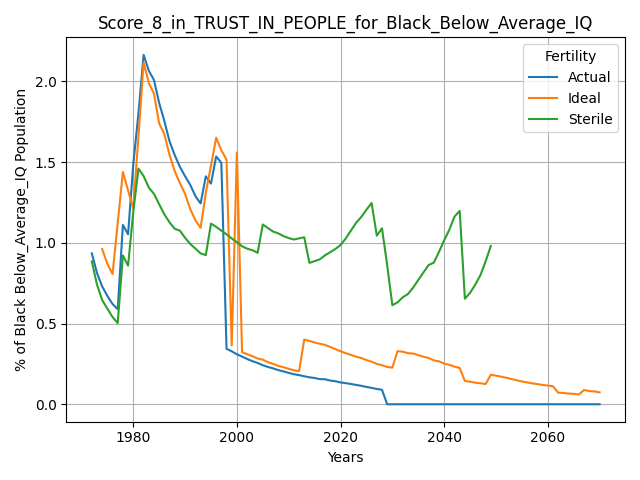 Score_8_in_TRUST_IN_PEOPLE_for_Black_Below_Average_IQ
% of Black Below_Average_IQ Population
2.0
1.5
1.0
0.5
0.0
Fertility
Actual
Ideal
Sterile
1980
2000
2020
2040
2060
Years